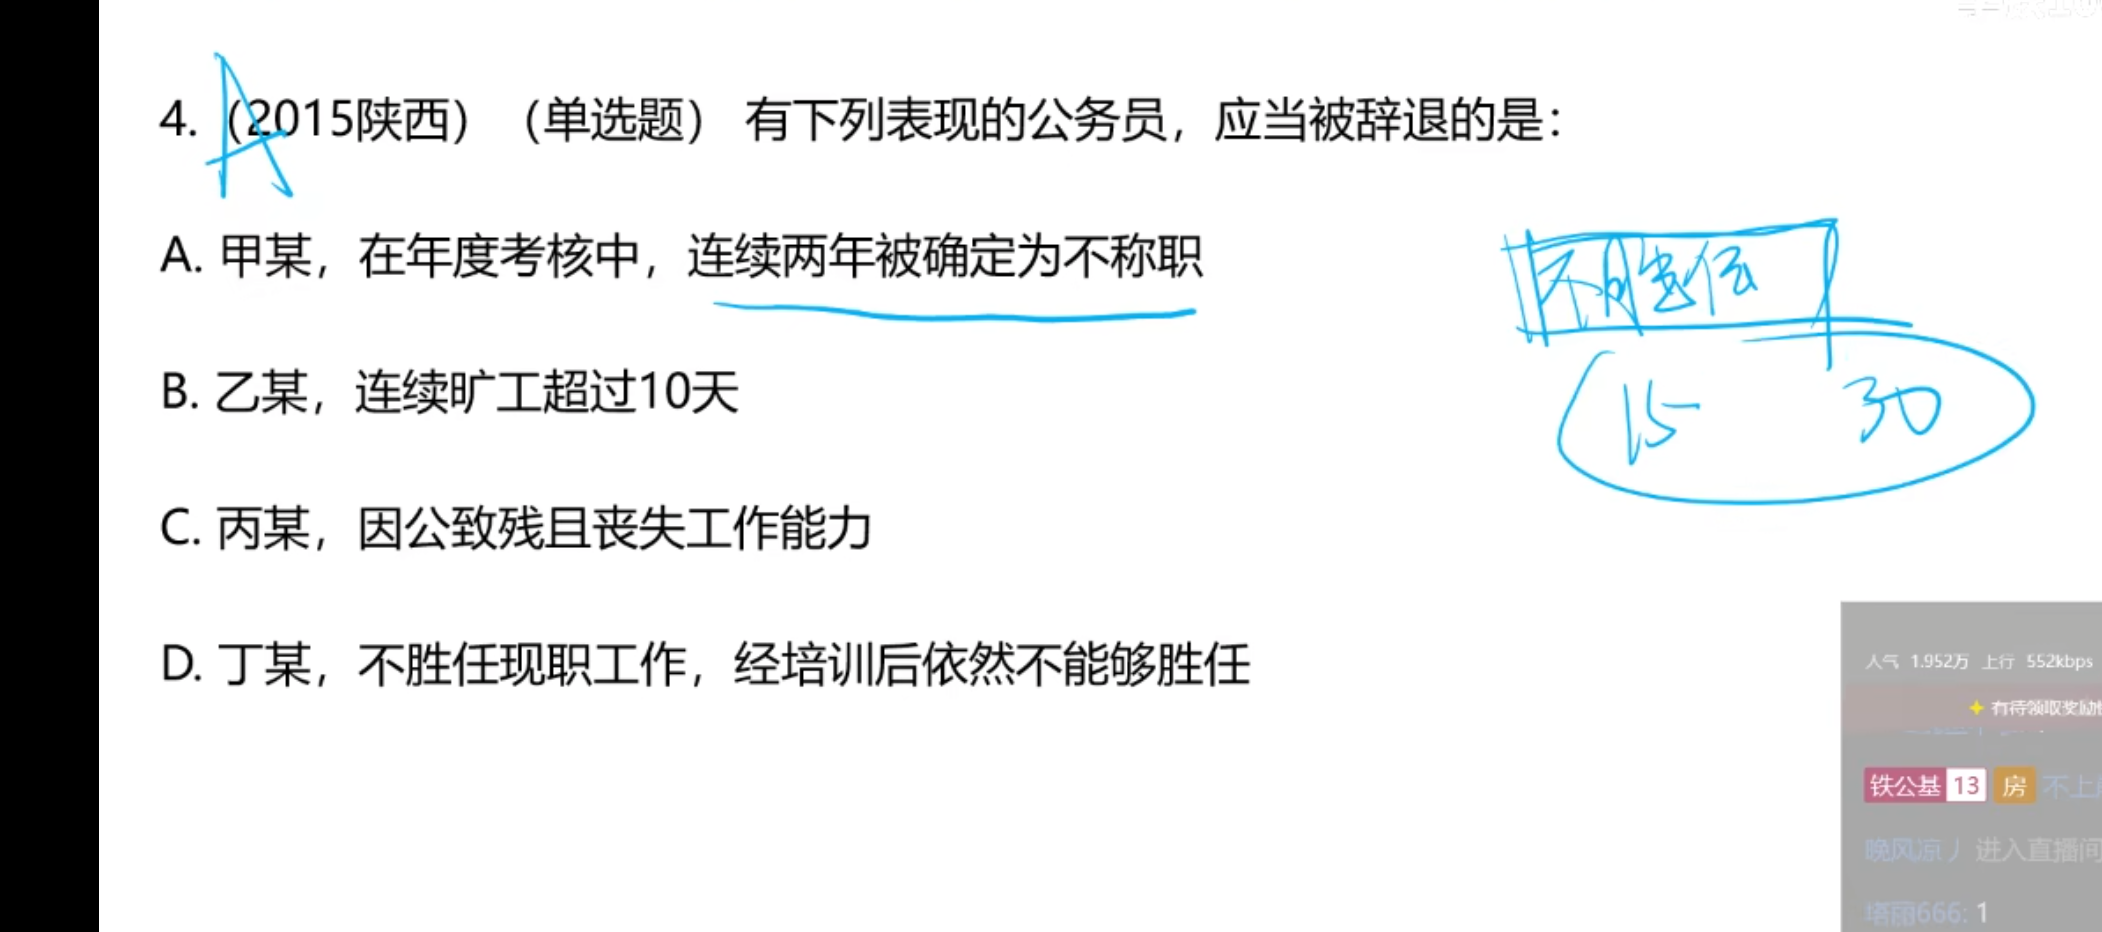 4.（2015陕西）（单选题） 有下列表现的公务员，应当被辞退的是：
A
A. 甲某，在年度考核中，连续两年被确定为不称职
不胜任
B. 乙某，连续旷工超过10天
15 30
C. 丙某，因公致残且丧失工作能力
D. 丁某，不胜任现职工作，经培训后依然不能够胜任
人气 1.952万 上行 552kbps
有待领取奖励
铁公基 13 房 不上
晚风凉丿 进入直播间
666: 1